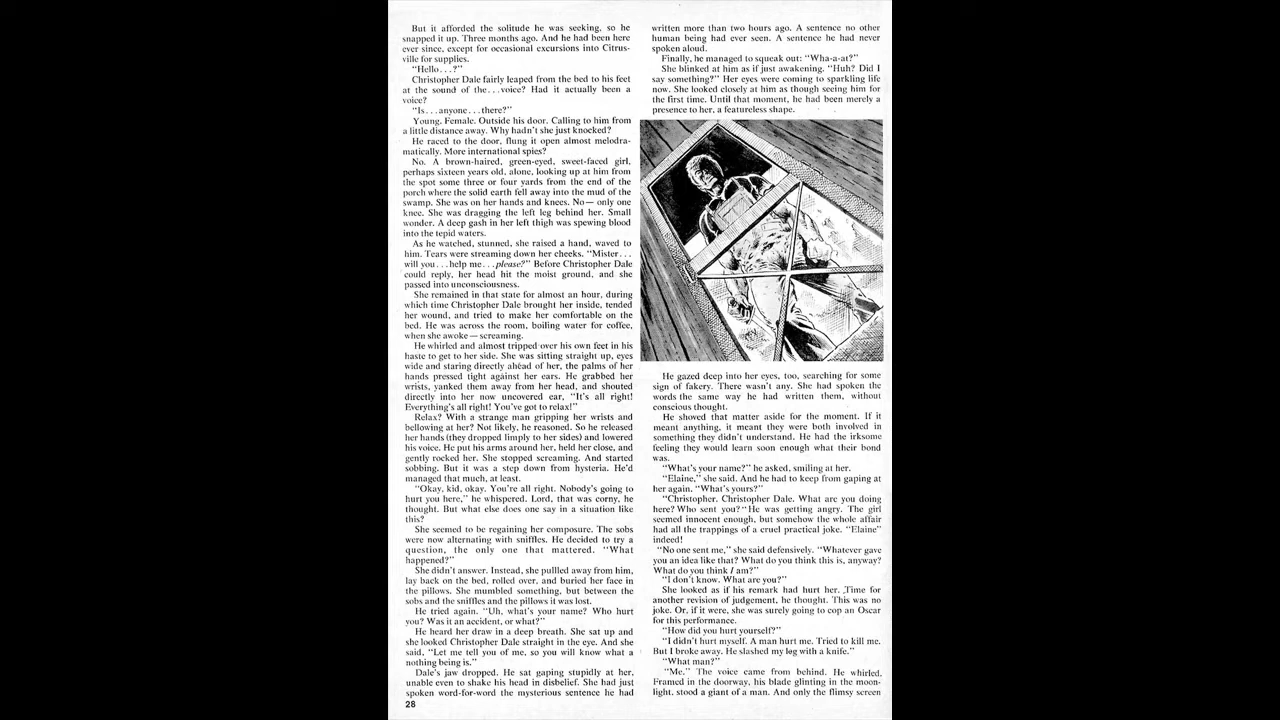 But it afforded the solitude he was seeking, so he
snapped it up. Three months ago. And he had been here
ever since, except for occasional excursions into Citrus-
ville for supplies.
"Hello...?"
Christopher Dale fairly leaped from the bed to his feet
at the sound of the...voice? Had it actually been a
voice?
"Is...anyone...there?"
Young. Female. Outside his door. Calling to him from
a little distance away. Why hadn't she just knocked?
He raced to the door, flung it open almost melodra-
matically. More international spies?
No. A brown-haired, green-eyed, sweet-faced girl,
perhaps sixteen years old, alone, looking up at him from
the spot some three or four yards from the end of the
porch where the solid earth fell away into the mud of the
swamp. She was on her hands and knees. No— only one
knee. She was dragging the left leg behind her. Small
wonder. A deep gash in her left thigh was spewing blood
into the tepid waters.
As he watched, stunned, she raised a hand, waved to
him. Tears were streaming down her cheeks. "Mister...
will you...help me...please?" Before Christopher Dale
could reply, her head hit the moist ground, and she
passed into unconsciousness.
She remained in that state for almost an hour, during
which time Christopher Dale brought her inside, tended
her wound, and tried to make her comfortable on the
bed. He was across the room, boiling water for coffee,
when she awoke — screaming.
He whirled and almost tripped over his own feet in his
haste to get to her side. She was sitting straight up, eyes
wide and staring directly ahead of her, the palms of her
hands pressed tight against her ears. He grabbed her
wrists, yanked them away from her head, and shouted
directly into her now uncovered ear, "It's all right!
Everything's all right! You've got to relax!"
Relax? With a strange man gripping her wrists and
bellowing at her? Not likely, he reasoned. So he released
her hands (they dropped limply to her sides) and lowered
his voice. He put his arms around her, held her close, and
gently rocked her. She stopped screaming. And started
sobbing. But it was a step down from hysteria. He'd
managed that much, at least.
"Okay, kid, okay. You're all right. Nobody's going to
hurt you here," he whispered. Lord, that was corny, he
thought. But what else does one say in a situation like
this?
She seemed to be regaining her composure. The sobs
were now alternating with sniffles. He decided to try a
question, the only one that mattered. "What
happened?"
She didn't answer. Instead, she pullled away from him,
lay back on the bed, rolled over, and buried her face in
the pillows. She mumbled something, but between the
sobs and the sniffles and the pillows it was lost.
He tried again. "Uh, what's your name? Who hurt
you? Was it an accident, or what?"
He heard her draw in a deep breath. She sat up and
she looked Christopher Dale straight in the eye. And she
said, "Let me tell you of me, so you will know what a
nothing being is."
Dale's jaw dropped. He sat gaping stupidly at her,
unable even to shake his head in disbelief. She had just
spoken word-for-word the mysterious sentence he had
28
written more than two hours ago. A sentence no other
human being had ever seen. A sentence he had never
spoken aloud.
Finally, he managed to squeak out: "Wha-a-at?"
She blinked at him as if just awakening. "Huh? Did I
say something?" Her eyes were coming to sparkling life
now. She looked closely at him as though seeing him for
the first time. Until that moment, he had been merely a
presence to her, a featureless shape.
He gazed deep into her eyes, too, searching for some
sign of fakery. There wasn't any. She had spoken the
words the same way he had written them, without
conscious thought.
He shoved that matter aside for the moment. If it
meant anything, it meant they were both involved in
something they didn't understand. He had the irksome
feeling they would learn soon enough what their bond
was.
"What's your name?" he asked, smiling at her.
"Elaine," she said. And he had to keep from gaping at
her again. "What's yours?"
"Christopher. Christopher Dale. What are you doing
here? Who sent you?" He was getting angry. The girl
seemed innocent enough, but somehow the whole affair
had all the trappings of a cruel practical joke. "Elaine"
indeed!
"No one sent me," she said defensively. "Whatever gave
you an idea like that? What do you think this is, anyway?
What do you think I am?"
"I don't know. What are you?"
She looked as if his remark had hurt her. Time for
another revision of judgement, he thought. This was no
joke. Or, if it were, she was surely going to cop an Oscar
for this performance.
"How did you hurt yourself?"
"I didn't hurt myself. A man hurt me. Tried to kill me.
But I broke away. He slashed my leg with a knife."
"What man?"
"Me." The voice came from behind. He whirled.
Framed in the doorway, his blade glinting in the moon-
light, stood a giant of a man. And only the flimsy screen